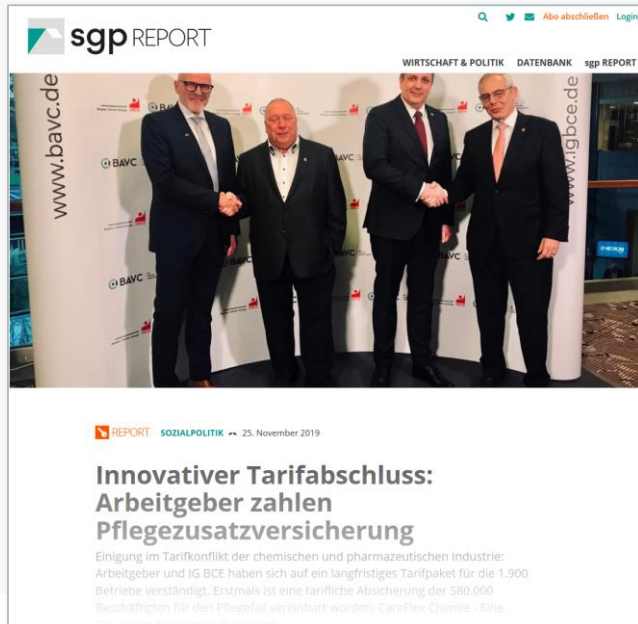 sgp REPORT
Abo abschließen Login
WIRTSCHAFT & POLITIK DATENBANK sgp REPORT
www.bavc.de
BAVC
BAVC
BAVC
BAVC
BAVC
www.igbce.de
REPORT SOZIALPOLITIK 25. November 2019
Innovativer Tarifabschluss:
Arbeitgeber zahlen
Pflegezusatzversicherung
Einigung im Tarifkonflikt der chemischen und pharmazeutischen Industrie:
Arbeitgeber und IG BCE haben sich auf ein langfristiges Tarifpaket für die 1.900
Betriebe verständigt. Erstmals ist eine tarifliche Absicherung der 580.000
Beschäftigten für den Pflegefall vereinbart worden: CareFlex Chemie - Eine